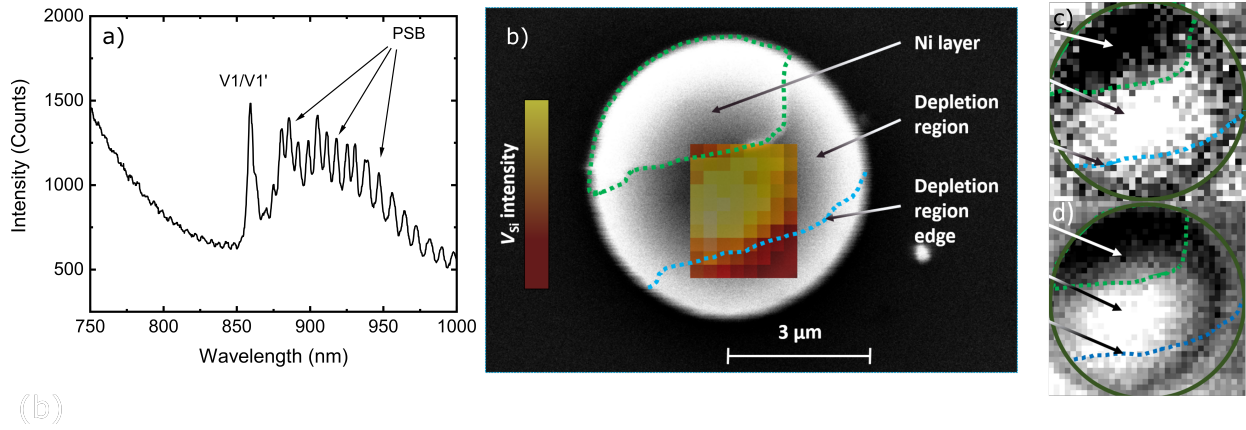 a)
PSB
V1/V1'
2000
1500
1000
500
750
800
850
900
950
1000
Intensity (Counts)
Wavelength (nm)
b)
Ni layer
Depletion
region
Depletion
region
edge
VSi intensity
3 μm
c)
d)
(b)